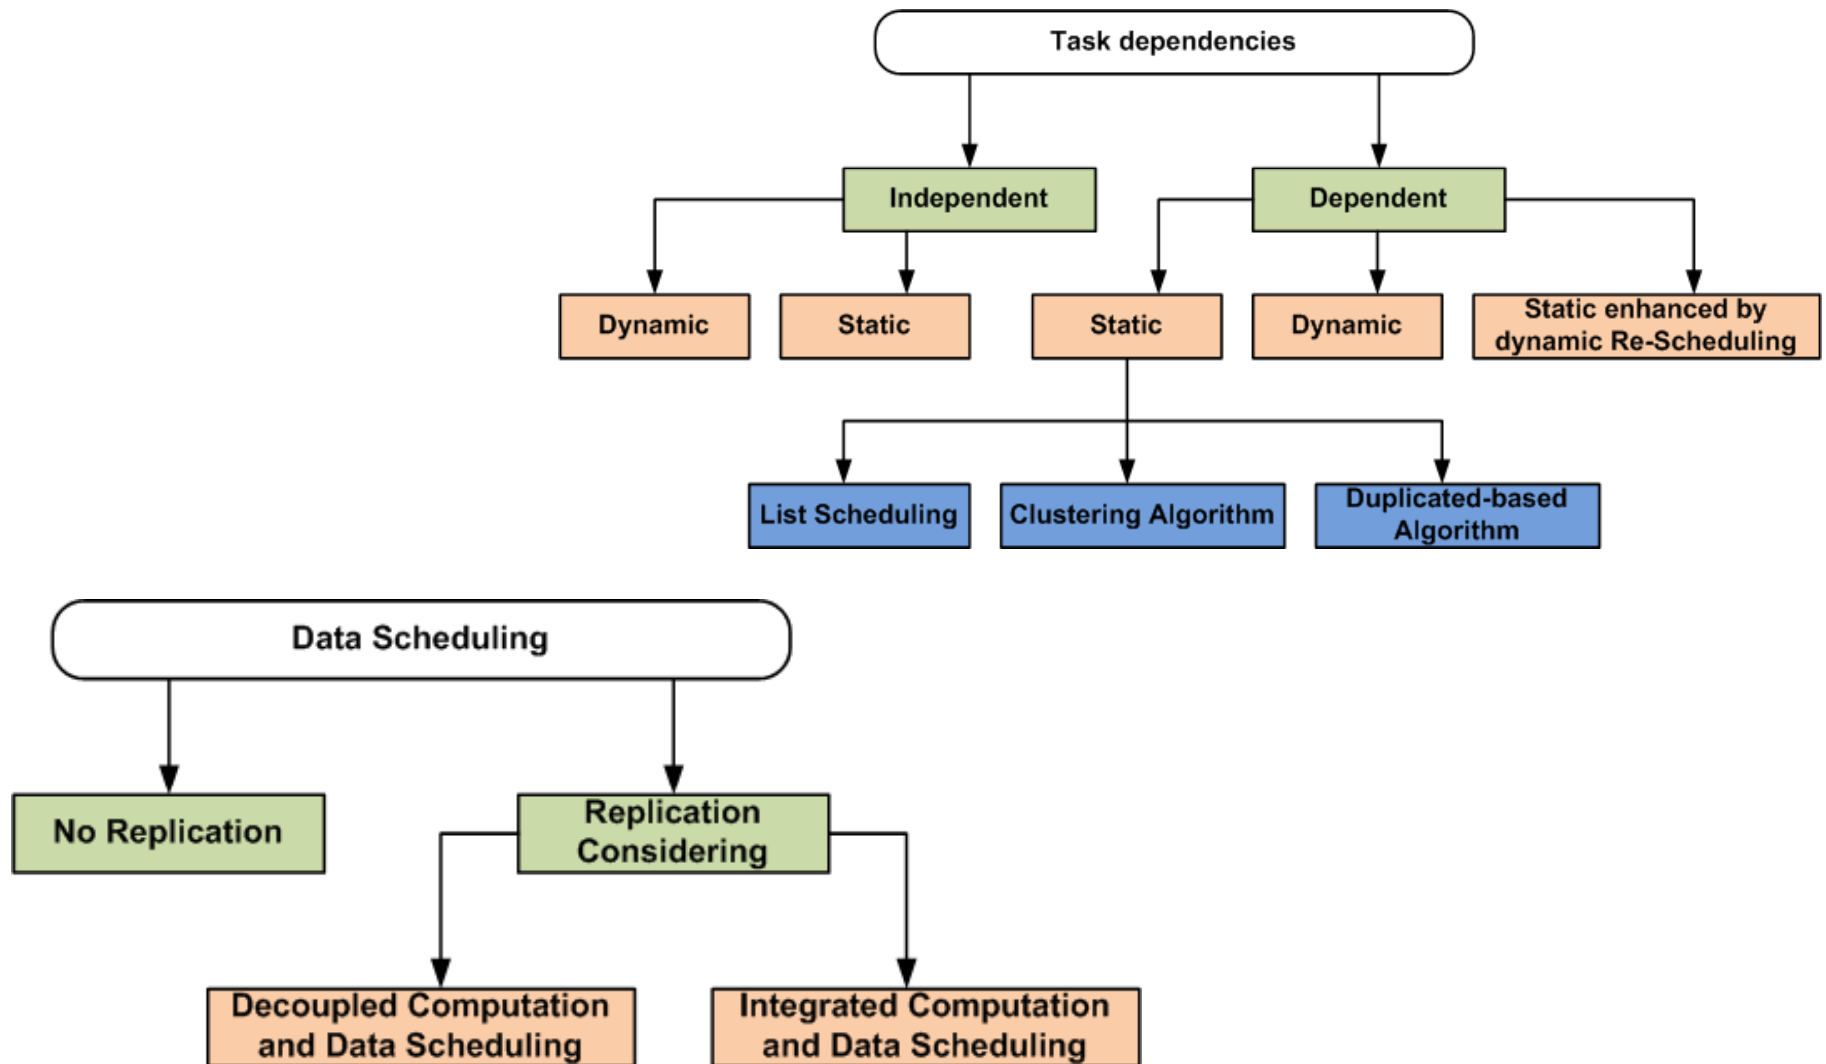 Task dependencies
Independent
Dependent
Dynamic
Static
Static
Dynamic
Static enhanced by
dynamic Re-Scheduling
List Scheduling
Clustering Algorithm
Duplicated-based
Algorithm
Data Scheduling
No Replication
Replication
Considering
Decoupled Computation
and Data Scheduling
Integrated Computation
and Data Scheduling